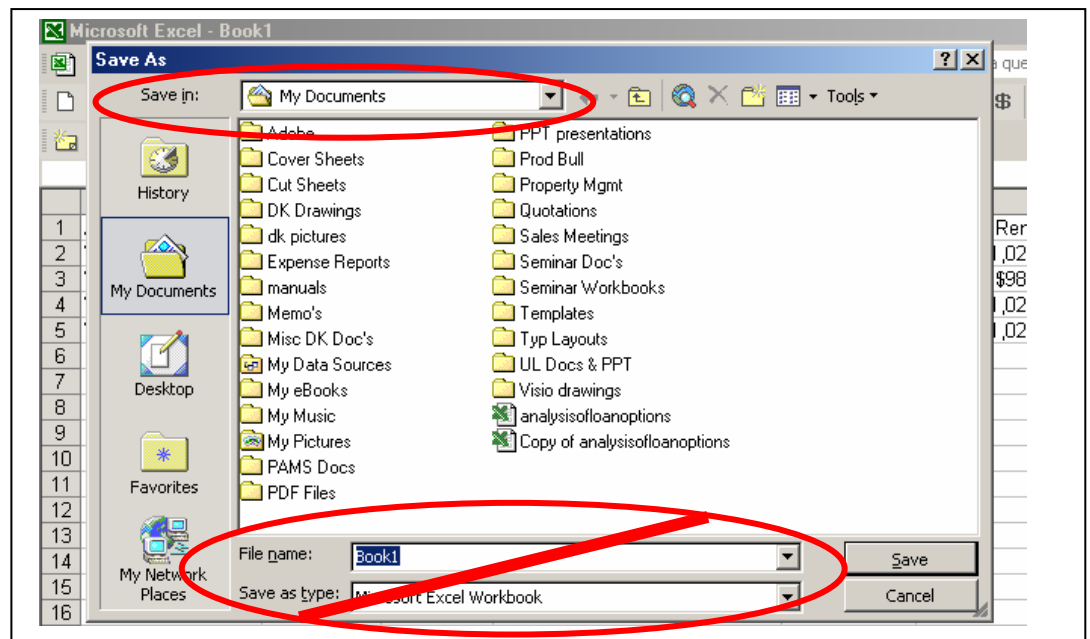 Microsoft Excel - Book1
Save As
a que
Save in:
My Documents
Tools
$
History
My Documents
Desktop
Favorites
My Network
Places
Adobe
Cover Sheets
Cut Sheets
DK Drawings
dk pictures
Expense Reports
manuals
Memo's
Misc DK Doc's
My Data Sources
My eBooks
My Music
My Pictures
PAMS Docs
PDF Files
PPT presentations
Prod Bull
Property Mgmt
Quotations
Sales Meetings
Seminar Doc's
Seminar Workbooks
Templates
Typ Layouts
UL Docs & PPT
Visio drawings
analysisofloanoptions
Copy of analysisofloanoptions
File name:
Book1
Save
Save as type:
Microsoft Excel Workbook
Cancel
1 Ren
2 ,02
3 $98
4 ,02
5 ,02
6
7
8
9
10
11
12
13
14
15
16